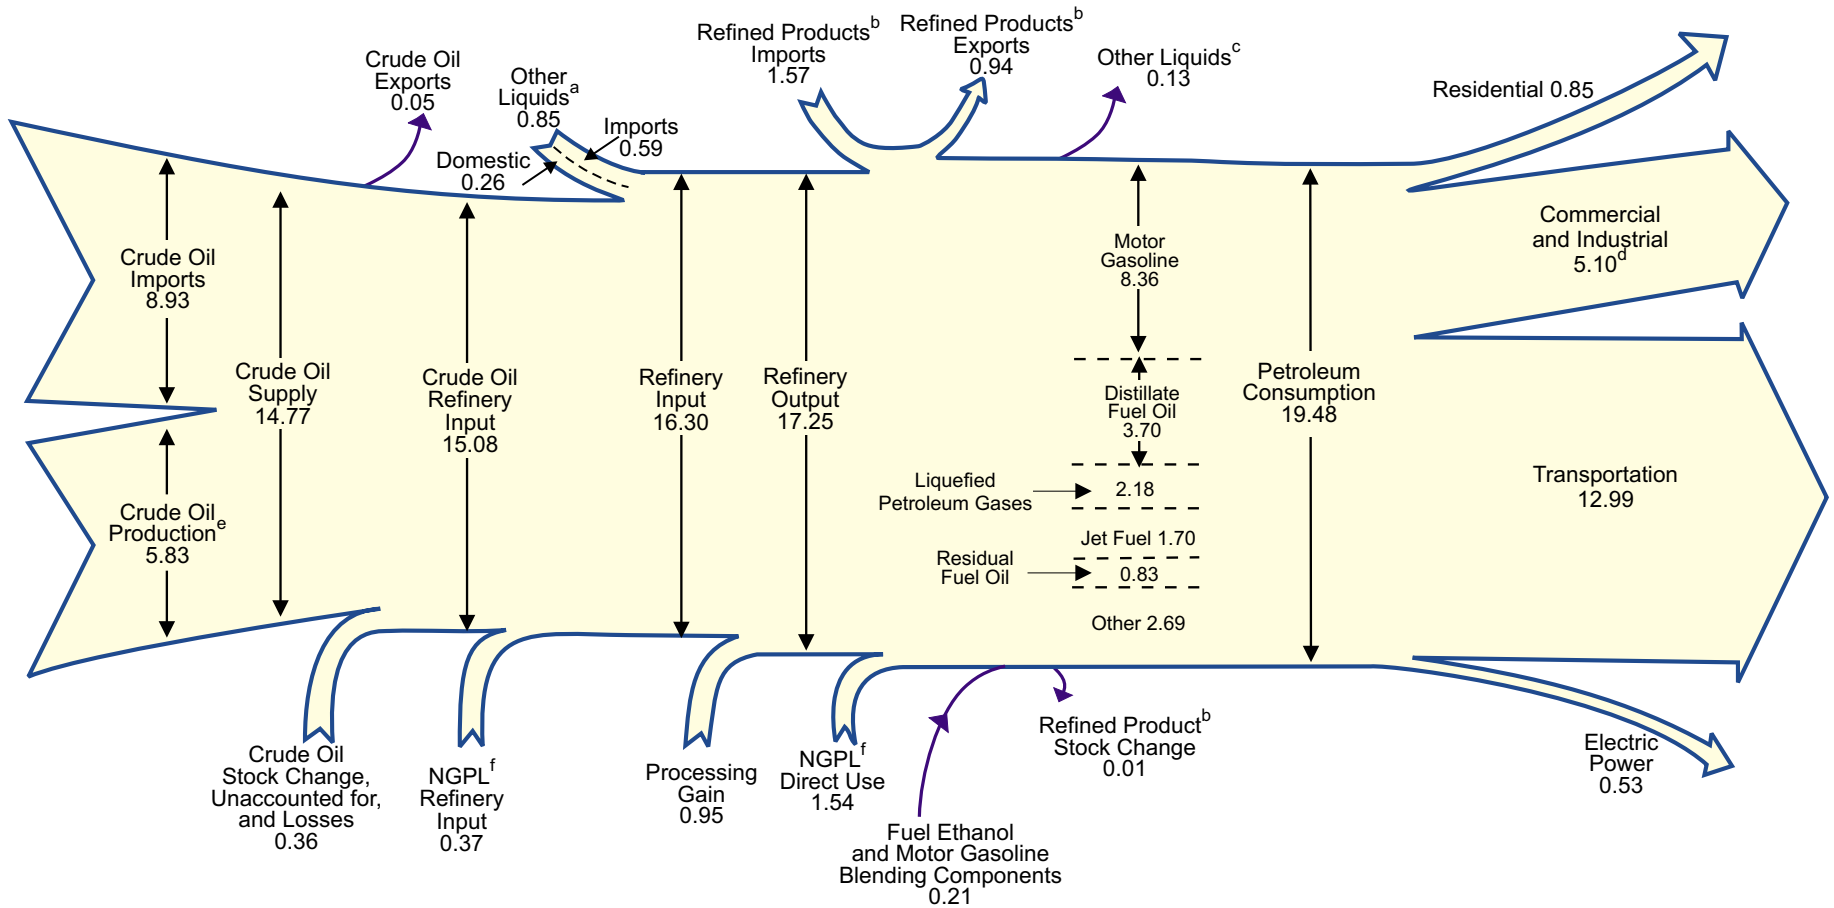 Crude Oil
Exports
0.05
Other
Liquidsa
0.85
Imports
0.59
Domestic
0.26
Refined Productsb
Imports
1.57
Refined Productsb
Exports
0.94
Other Liquidsc
0.13
Residential 0.85
Crude Oil
Imports
8.93
Crude Oil
Supply
14.77
Crude Oil
Refinery
Input
15.08
Refinery
Input
16.30
Refinery
Output
17.25
Motor
Gasoline
8.36
Distillate
Fuel Oil
3.70
Liquefied
Petroleum Gases
2.18
Jet Fuel 1.70
Residual
Fuel Oil
0.83
Other 2.69
Petroleum
Consumption
19.48
Commercial
and Industrial
5.10d
Transportation
12.99
Crude Oil
Productione
5.83
Crude Oil
Stock Change,
Unaccounted for,
and Losses
0.36
NGPLf
Refinery
Input
0.37
Processing
Gain
0.95
NGPLf
Direct Use
1.54
Fuel Ethanol
and Motor Gasoline
Blending Components
0.21
Refined Productb
Stock Change
0.01
Electric
Power
0.53